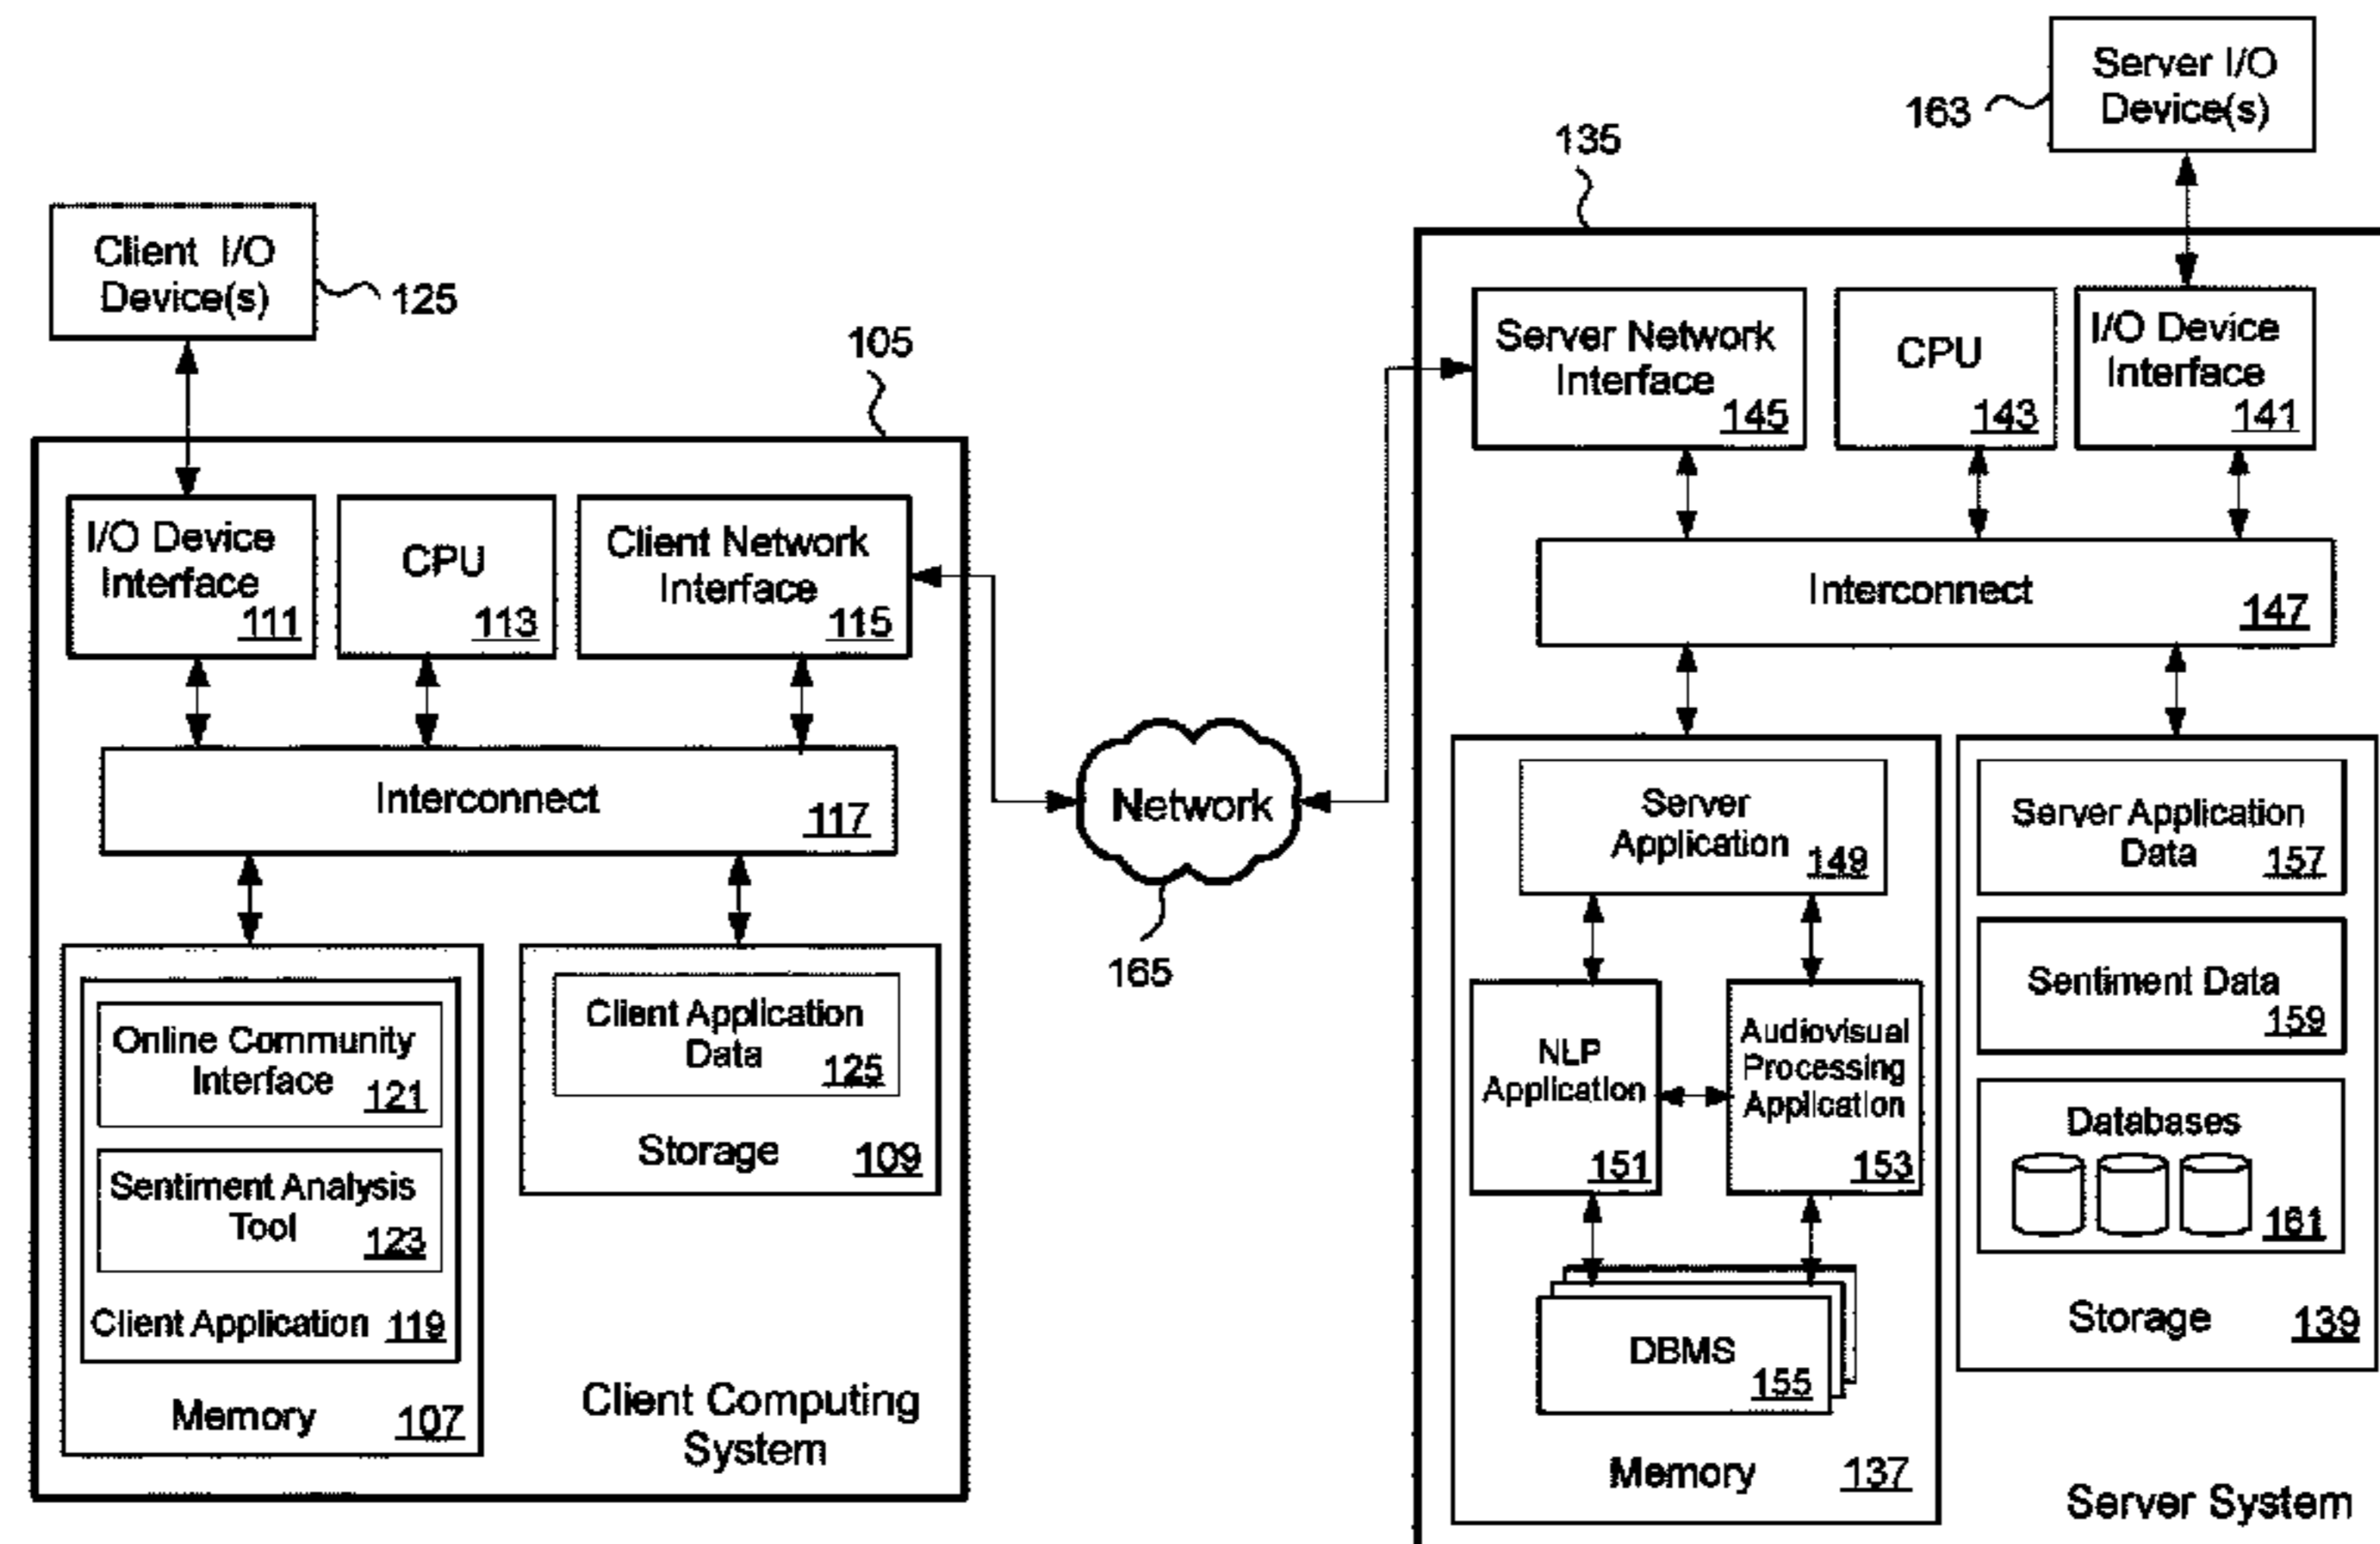 Server I/O
Device(s)
163
135
Client I/O
Device(s)
125
105
Server Network
Interface
145
CPU
143
I/O Device
Interface
141
I/O Device
Interface
111
CPU
113
Client Network
Interface
115
Interconnect
147
Interconnect
117
Network
165
Server
Application
149
Server Application
Data
157
Sentiment Data
159
Online Community
Interface
121
Client Application
Data
125
Storage
109
NLP
Application
151
Audiovisual
Processing
Application
153
Databases
161
Sentiment Analysis
Tool
123
Client Application 119
Memory
107
Client Computing
System
DBMS
155
Storage
139
Memory
137
Server System